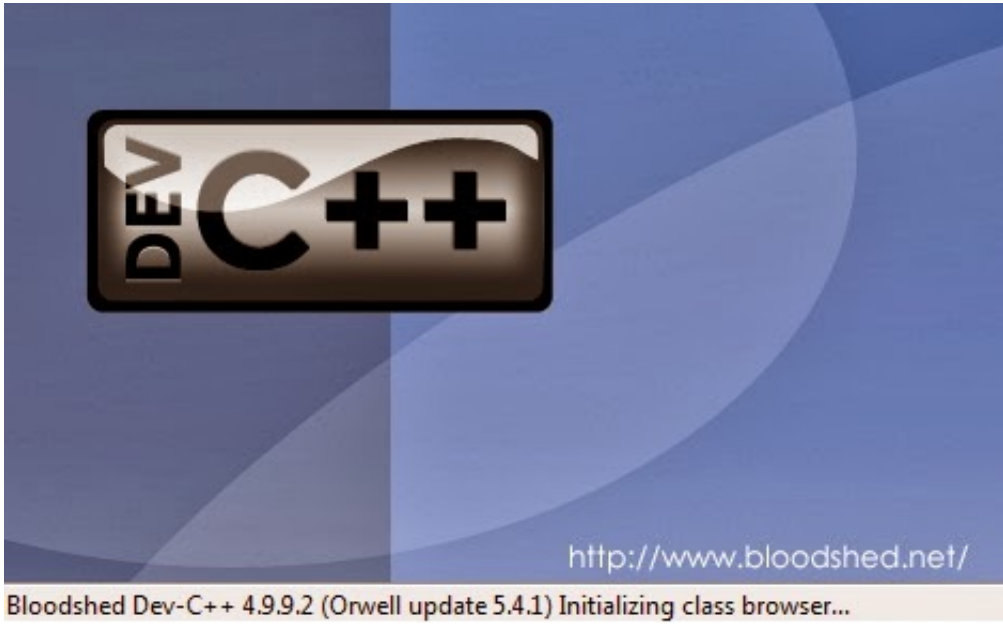 DEV
C++
http://www.bloodshed.net/
Bloodshed Dev-C++ 4.9.9.2 (Orwell update 5.4.1) Initializing class browser...